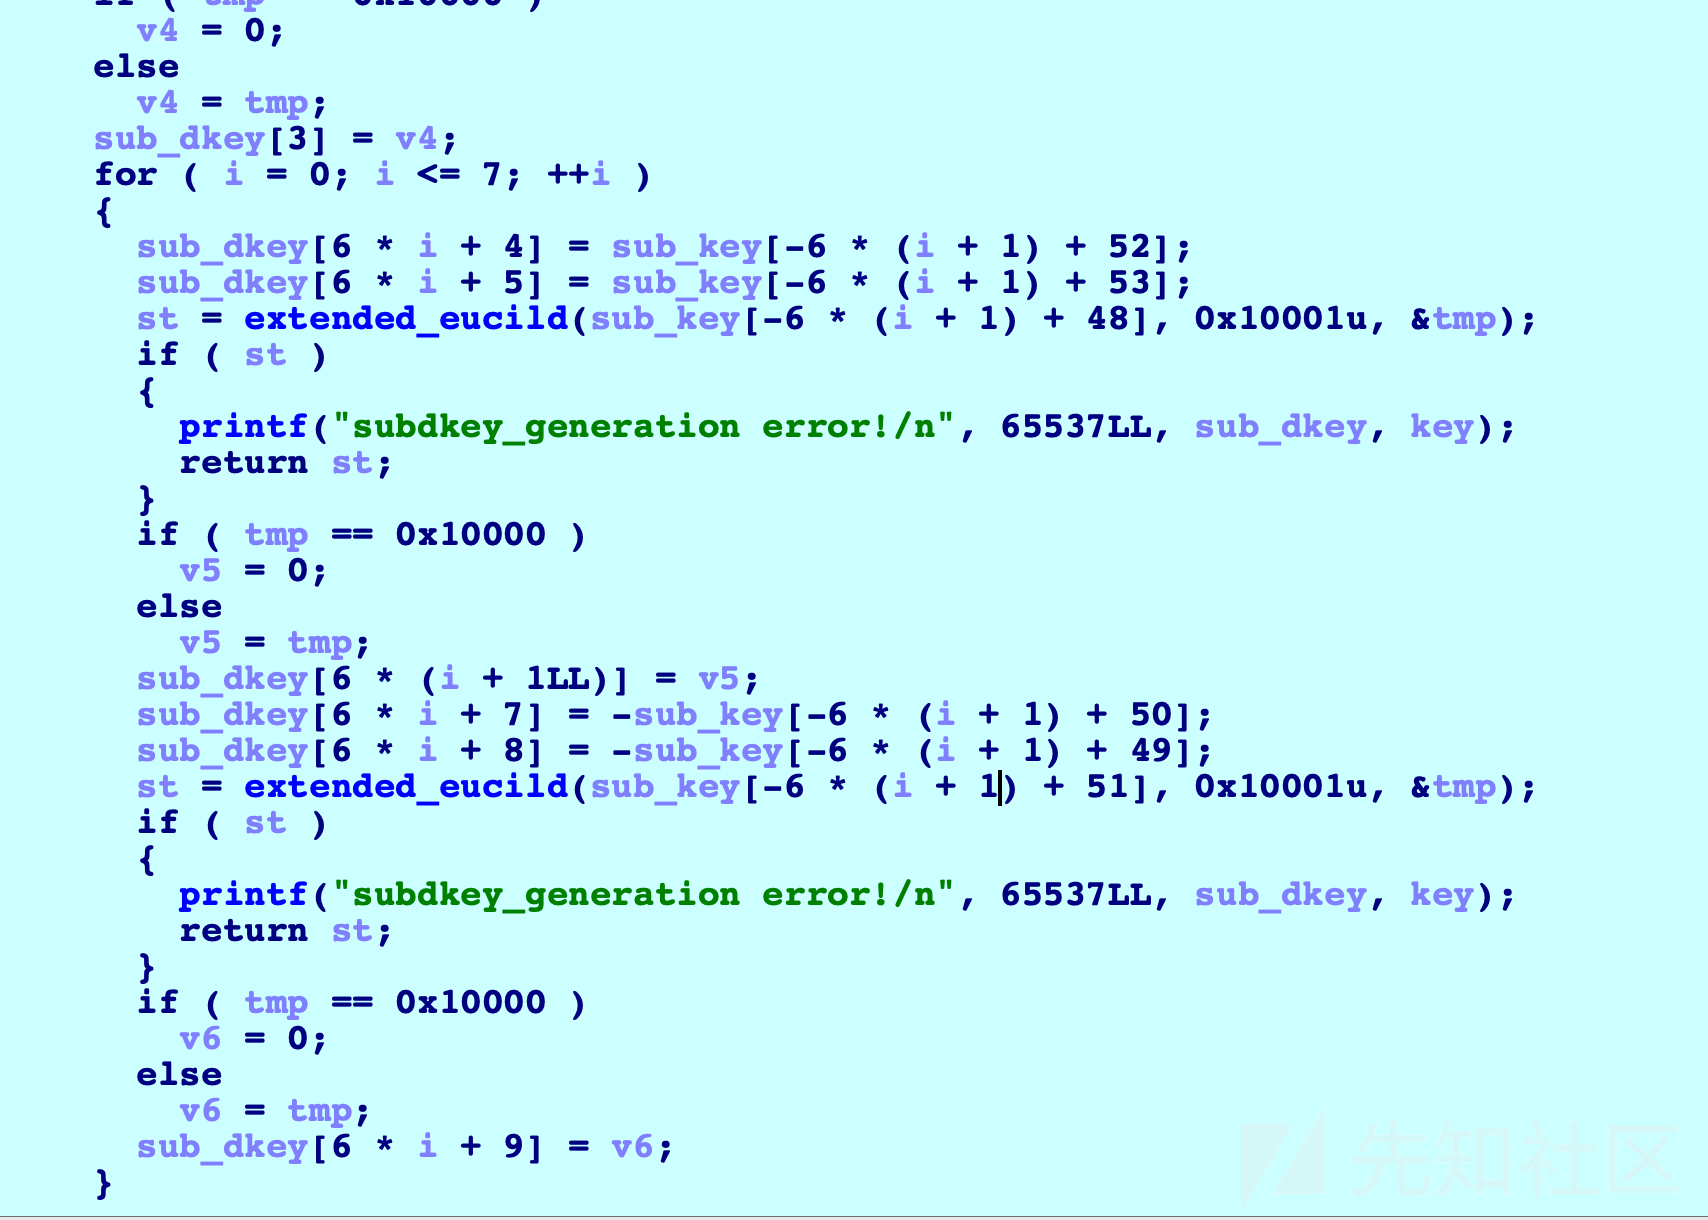 if ( tmp == 0x10000 )
v4 = 0;
else
v4 = tmp;
sub_dkey[3] = v4;
for ( i = 0; i <= 7; ++i )
{
sub_dkey[6 * i + 4] = sub_key[-6 * (i + 1) + 52];
sub_dkey[6 * i + 5] = sub_key[-6 * (i + 1) + 53];
st = extended_eucild(sub_key[-6 * (i + 1) + 48], 0x10001u, &tmp);
if ( st )
{
printf("subdkey_generation error!/n", 65537LL, sub_dkey, key);
return st;
}
if ( tmp == 0x10000 )
v5 = 0;
else
v5 = tmp;
sub_dkey[6 * (i + 1LL)] = v5;
sub_dkey[6 * i + 7] = -sub_key[-6 * (i + 1) + 50];
sub_dkey[6 * i + 8] = -sub_key[-6 * (i + 1) + 49];
st = extended_eucild(sub_key[-6 * (i + 1) + 51], 0x10001u, &tmp);
if ( st )
{
printf("subdkey_generation error!/n", 65537LL, sub_dkey, key);
return st;
}
if ( tmp == 0x10000 )
v6 = 0;
else
v6 = tmp;
sub_dkey[6 * i + 9] = v6;
}
先知社区